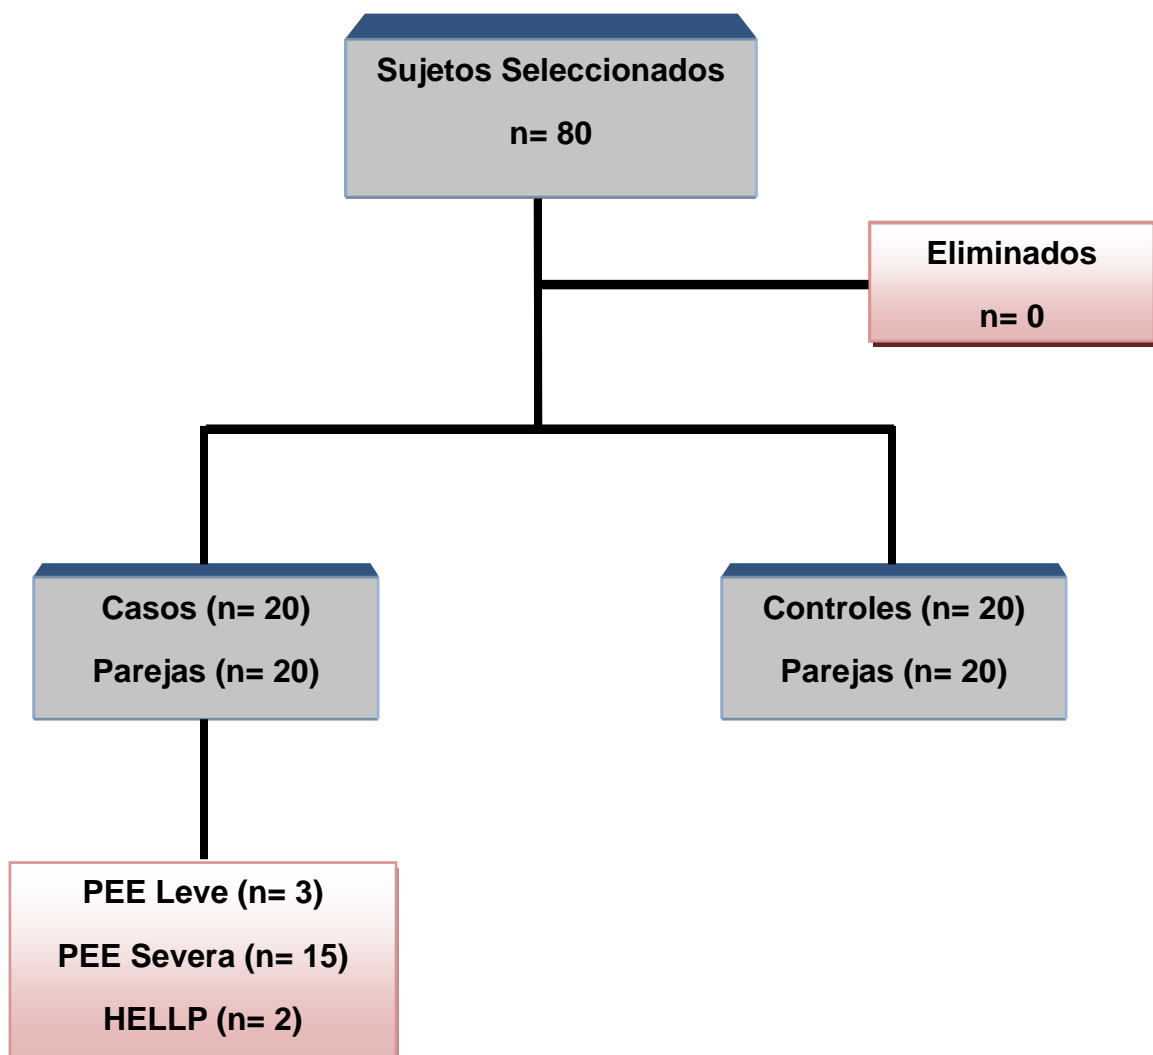 Sujetos Seleccionados
n= 80
Eliminados
n= 0
Casos (n= 20)
Parejas (n= 20)
Controles (n= 20)
Parejas (n= 20)
PEE Leve (n= 3)
PEE Severa (n= 15)
HELLP (n= 2)